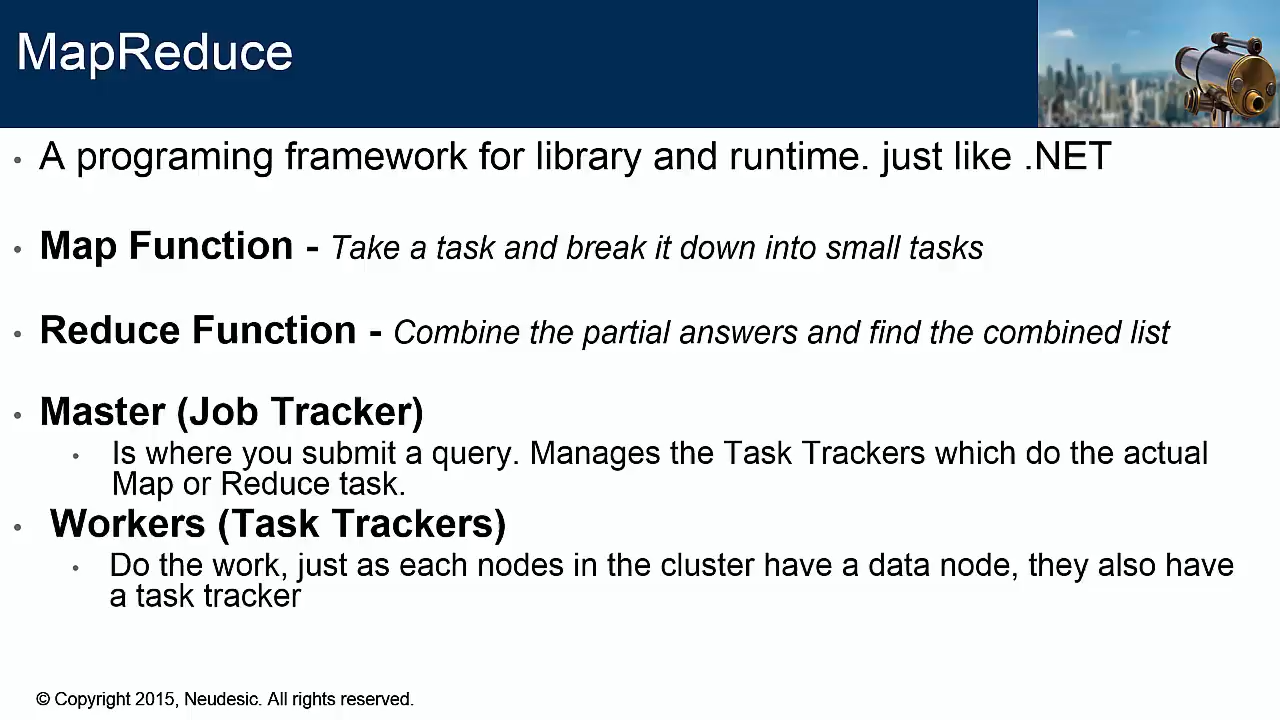 MapReduce
• A programing framework for library and runtime. just like .NET
• Map Function - Take a task and break it down into small tasks
• Reduce Function - Combine the partial answers and find the combined list
• Master (Job Tracker)
• Is where you submit a query. Manages the Task Trackers which do the actual
Map or Reduce task.
• Workers (Task Trackers)
• Do the work, just as each nodes in the cluster have a data node, they also have
a task tracker
© Copyright 2015, Neudesic. All rights reserved.